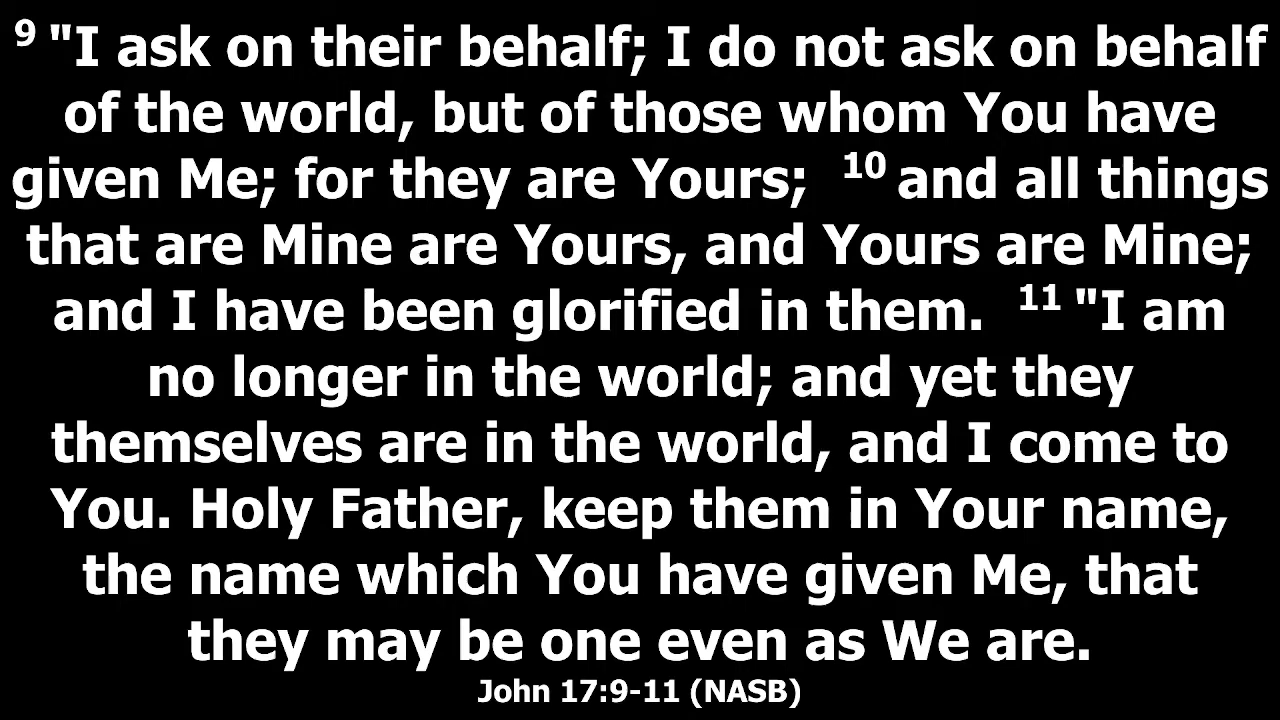 9 "I ask on their behalf; I do not ask on behalf
of the world, but of those whom You have
given Me; for they are Yours; 10 and all things
that are Mine are Yours, and Yours are Mine;
and I have been glorified in them. 11 "I am
no longer in the world; and yet they
themselves are in the world, and I come to
You. Holy Father, keep them in Your name,
the name which You have given Me, that
they may be one even as We are.
John 17:9-11 (NASB)